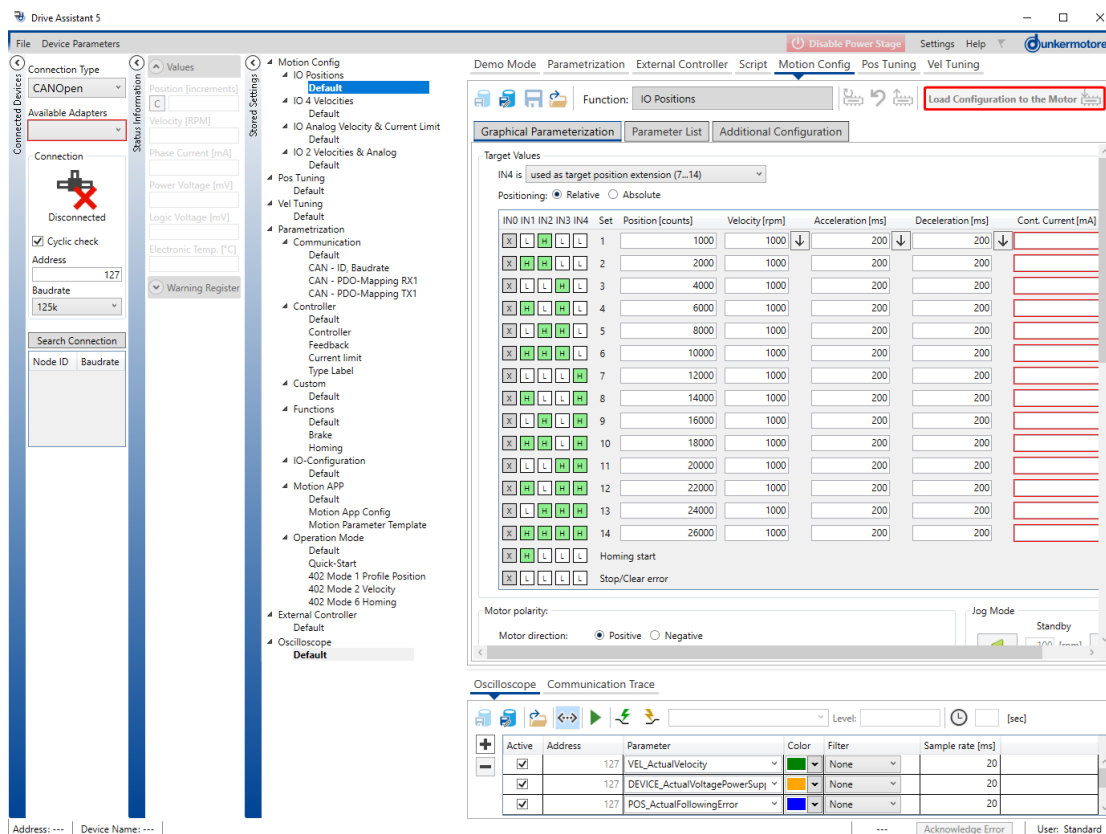 Drive Assistant 5
File Device Parameters
Disable Power Stage Settings Help dunkermotoren
Connected Devices
Connection Type
CANOpen
Available Adapters
Connection
Disconnected
Cyclic check
Address
127
Baudrate
125k
Search Connection
Node ID Baudrate
Status Information
Values
Position [increments]
C
Velocity [RPM]
Phase Current [mA]
Power Voltage [mV]
Logic Voltage [mV]
Electronic Temp. [°C]
Warning Register
Stored Settings
Motion Config
IO Positions
Default
IO 4 Velocities
Default
IO Analog Velocity & Current Limit
Default
IO 2 Velocities & Analog
Default
Pos Tuning
Default
Vel Tuning
Default
Parametrization
Communication
Default
CAN - ID, Baudrate
CAN - PDO-Mapping RX1
CAN - PDO-Mapping TX1
Controller
Default
Controller
Feedback
Current limit
Type Label
Custom
Default
Functions
Default
Brake
Homing
IO-Configuration
Default
Motion APP
Default
Motion App Config
Motion Parameter Template
Operation Mode
Default
Quick-Start
402 Mode 1 Profile Position
402 Mode 2 Velocity
402 Mode 6 Homing
External Controller
Default
Oscilloscope
Default
Demo Mode Parametrization External Controller Script Motion Config Pos Tuning Vel Tuning
Function: IO Positions Load Configuration to the Motor
Graphical Parameterization Parameter List Additional Configuration
Target Values
IN4 is used as target position extension (7...14)
Positioning: Relative Absolute
IN0 IN1 IN2 IN3 IN4 Set Position [counts] Velocity [rpm] Acceleration [ms] Deceleration [ms] Cont. Current [mA]
X L H L L 1 1000 1000 200 200
X H H L L 2 2000 1000 200 200
X L L H L 3 4000 1000 200 200
X H L H L 4 6000 1000 200 200
X L H H L 5 8000 1000 200 200
X H H H L 6 10000 1000 200 200
X L L L H 7 12000 1000 200 200
X H L L H 8 14000 1000 200 200
X L H L H 9 16000 1000 200 200
X H H L H 10 18000 1000 200 200
X L L H H 11 20000 1000 200 200
X H L H H 12 22000 1000 200 200
X L H H H 13 24000 1000 200 200
X H H H H 14 26000 1000 200 200
X H L L L Homing start
X L L L L Stop/Clear error
Motor polarity:
Motor direction: Positive Negative
Jog Mode
Standby
100 [rpm]
Oscilloscope Communication Trace
Level: [sec]
Active Address Parameter Color Filter Sample rate [ms]
127 VEL_ActualVelocity None 20
127 DEVICE_ActualVoltagePowerSup None 20
127 POS_ActualFollowingError None 20
Address: --- Device Name: --- --- Acknowledge Error User: Standard